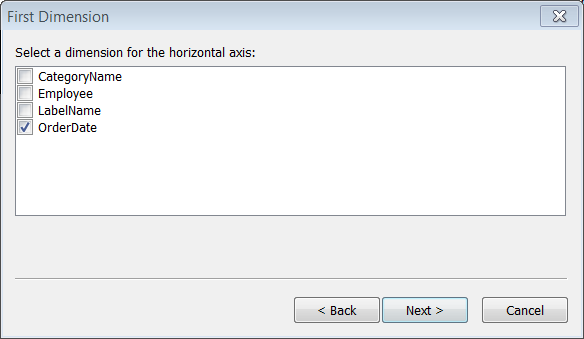 First Dimension
Select a dimension for the horizontal axis:
CategoryName
Employee
LabelName
OrderDate
< Back
Next >
Cancel